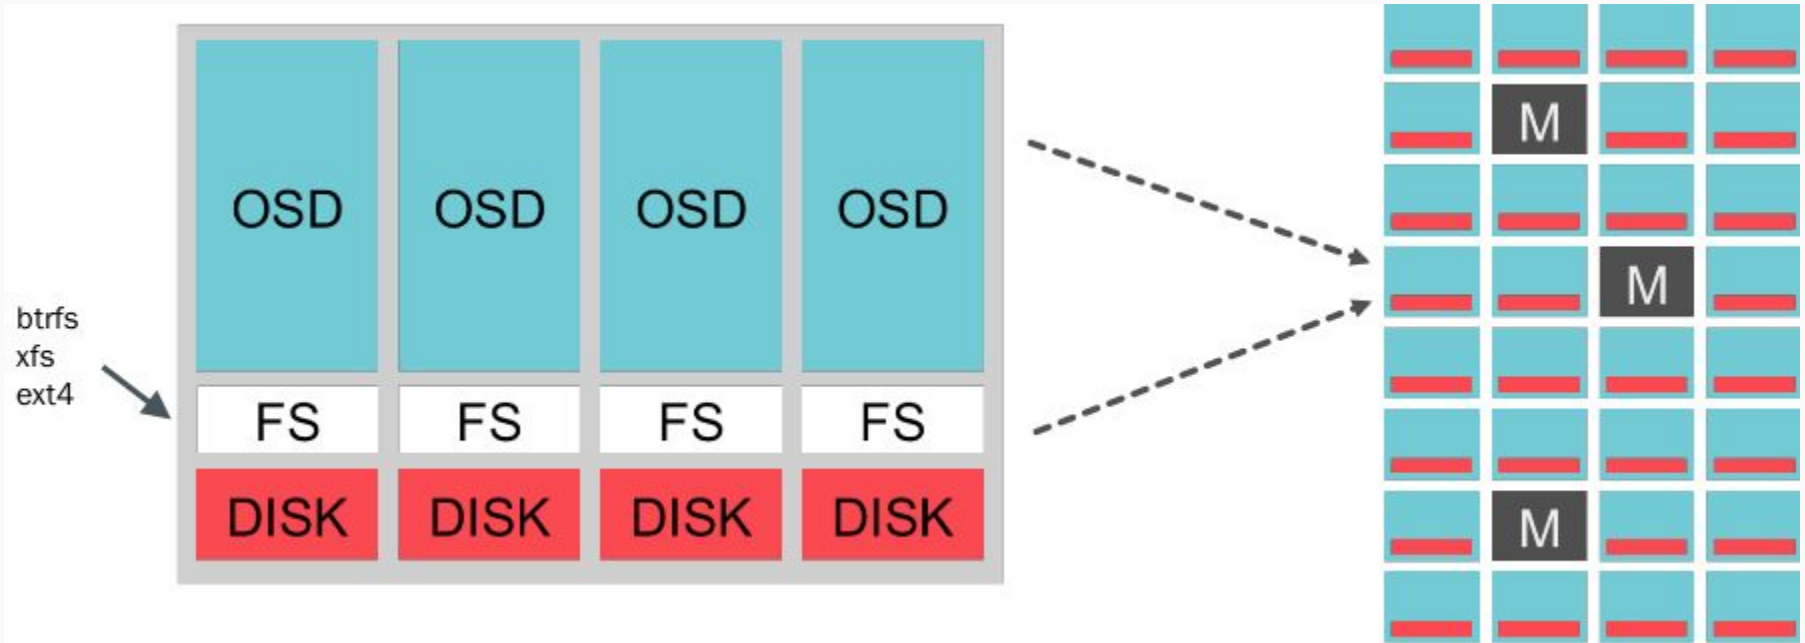 OSD OSD OSD OSD
btrfs
xfs
ext4
FS FS FS FS
DISK DISK DISK DISK
M
M
M